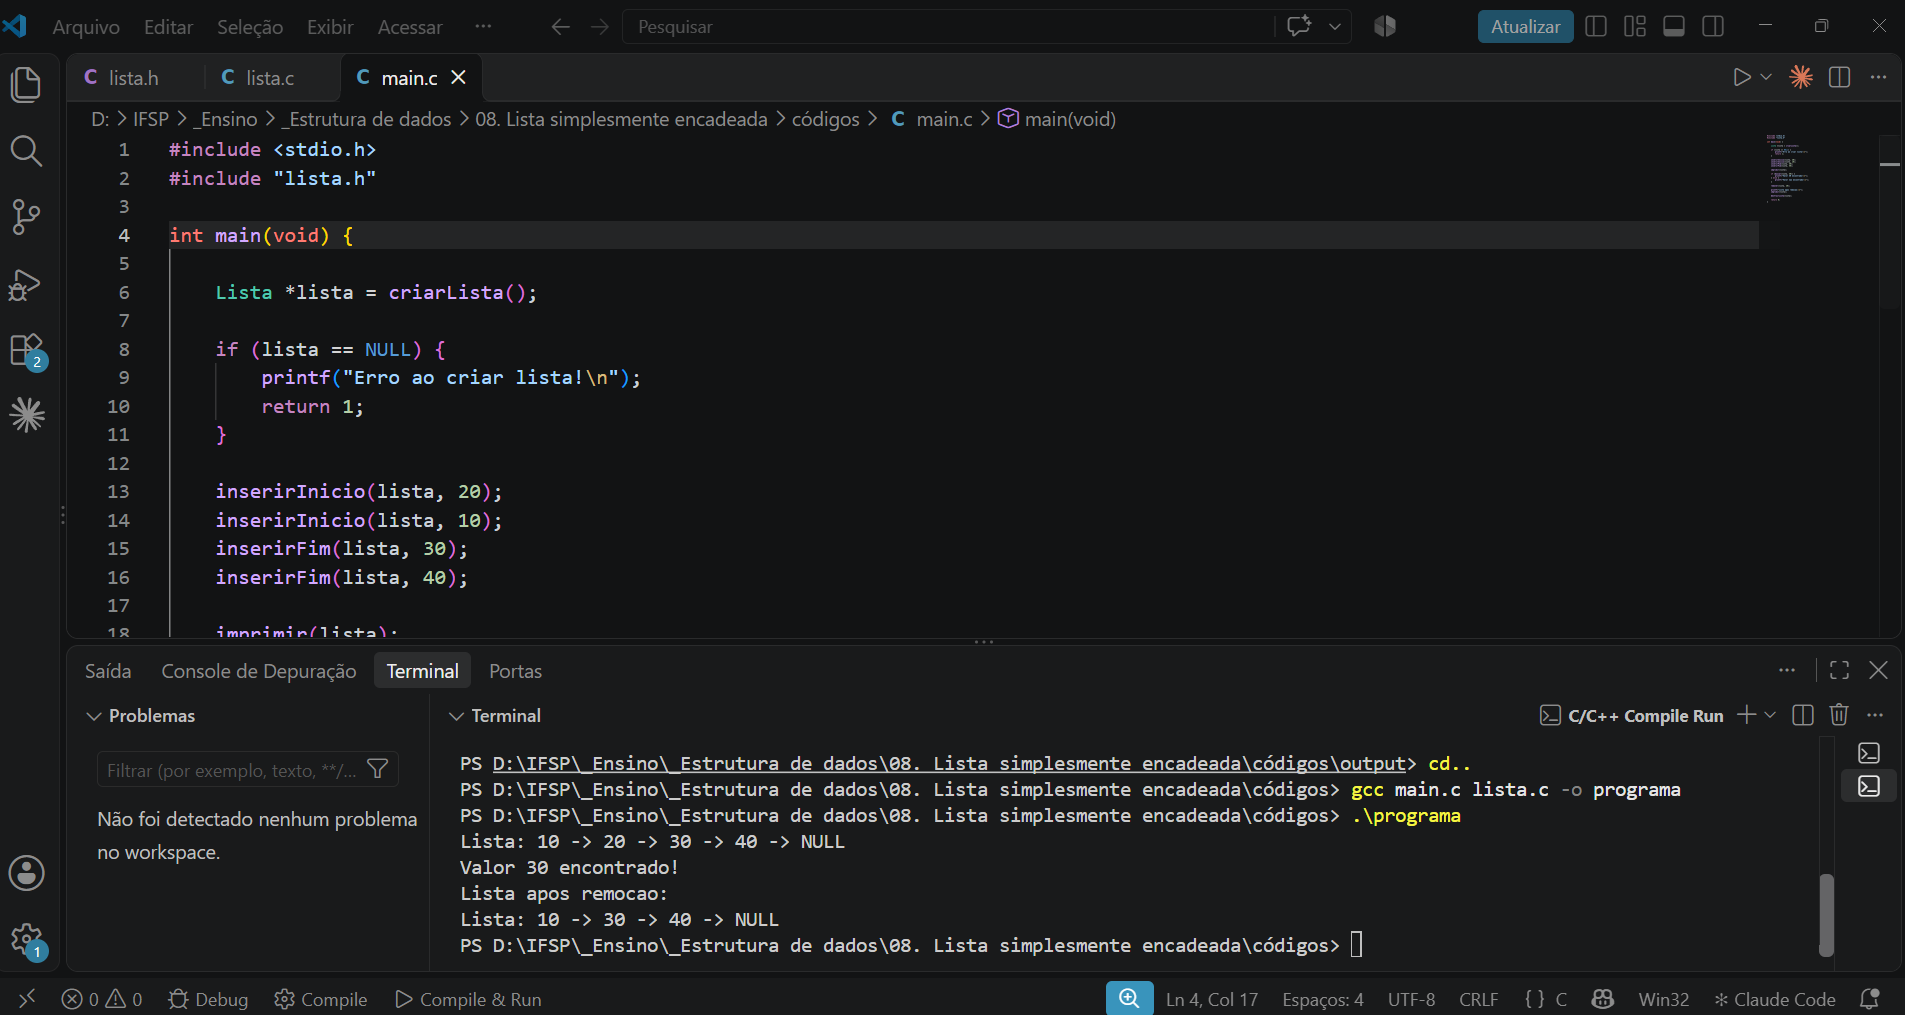 Arquivo Editar Seleção Exibir Acessar ··· Pesquisar Atualizar
C lista.h C lista.c C main.c
D: > IFSP > _Ensino > _Estrutura de dados > 08. Lista simplesmente encadeada > códigos > C main.c > main(void)
1 #include <stdio.h>
2 #include "lista.h"
3
4 int main(void) {
5
6 Lista *lista = criarLista();
7
8 if (lista == NULL) {
9 printf("Erro ao criar lista!\n");
10 return 1;
11 }
12
13 inserirInicio(lista, 20);
14 inserirInicio(lista, 10);
15 inserirFim(lista, 30);
16 inserirFim(lista, 40);
17
18 imprimir(lista);
2
Saída Console de Depuração Terminal Portas
Problemas
Filtrar (por exemplo, texto, **/...
Não foi detectado nenhum problema
no workspace.
Terminal
C/C++ Compile Run
PS D:\IFSP\_Ensino\_Estrutura de dados\08. Lista simplesmente encadeada\códigos\output> cd..
PS D:\IFSP\_Ensino\_Estrutura de dados\08. Lista simplesmente encadeada\códigos> gcc main.c lista.c -o programa
PS D:\IFSP\_Ensino\_Estrutura de dados\08. Lista simplesmente encadeada\códigos> .\programa
Lista: 10 -> 20 -> 30 -> 40 -> NULL
Valor 30 encontrado!
Lista apos remocao:
Lista: 10 -> 30 -> 40 -> NULL
PS D:\IFSP\_Ensino\_Estrutura de dados\08. Lista simplesmente encadeada\códigos>
1
0 0 Debug Compile Compile & Run Ln 4, Col 17 Espaços: 4 UTF-8 CRLF { } C Win32 Claude Code